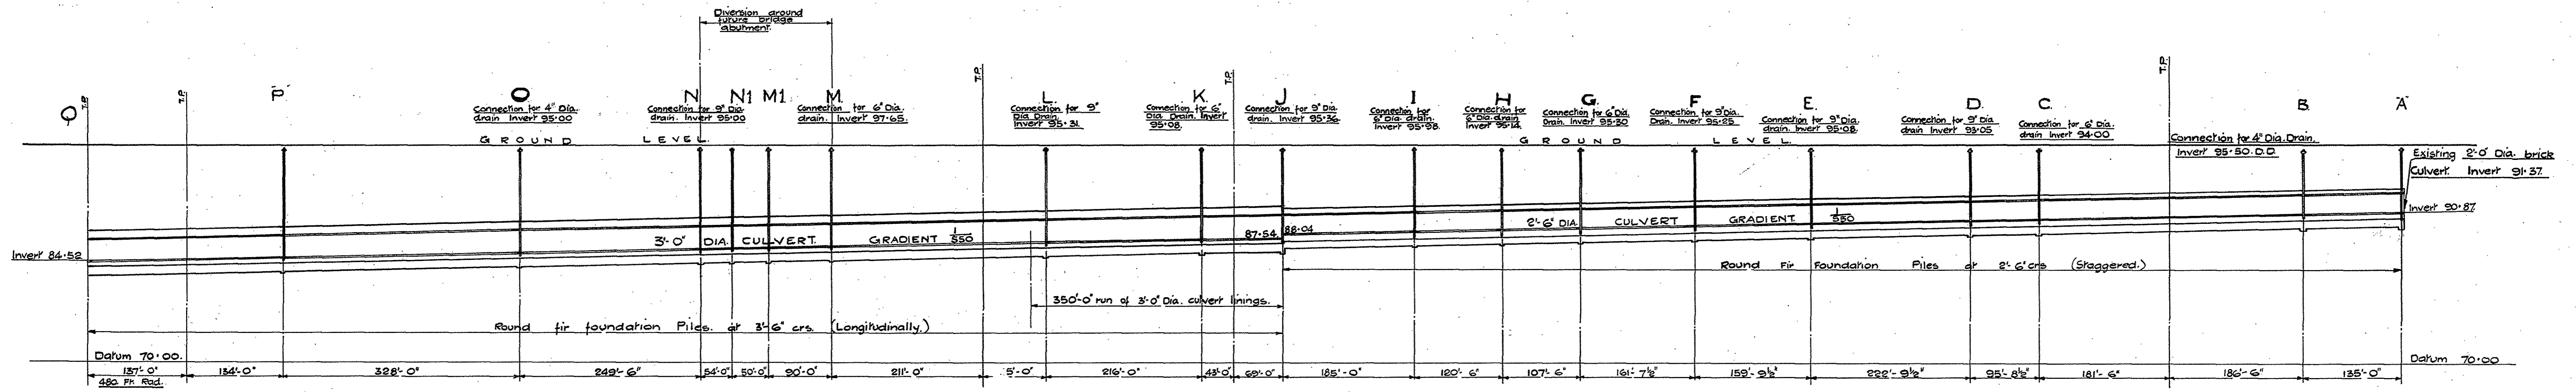 Diversion around
future bridge
abutment.
T.P. T.P. T.P. T.P. T.P.
Q P O N N1 M1 M. L. K. J I H G. F E. D. C. B. A
Connection for 4" Dia.
drain Invert 95·00
Connection for 9" Dia.
drain. Invert 95·00
Connection for 6" Dia.
drain. Invert 97·65.
Connection for 9"
Dia Drain.
Invert 95·31.
Connection for 6"
Dia. Drain. Invert
95·08.
Connection for 9" Dia.
drain. Invert 95·36.
Connection for
6" Dia. drain.
Invert 95·98.
Connection for
6" Dia. drain
Invert 95·14.
Connection for 6" Dia.
Drain. Invert 95·30
Connection for 9" Dia.
Drain. Invert 95·25
Connection for 9" Dia.
drain. Invert 95·08.
Connection for 9" Dia
drain Invert 93·05
Connection for 6" Dia.
drain Invert 94·00
Connection for 4" Dia. Drain.
Invert 95·50. O.D.
GROUND LEVEL.
GROUND LEVEL.
Existing 2'-0" Dia. brick
Culvert. Invert 91·37.
Invert 90·87.
2'-6" DIA. CULVERT GRADIENT 1/550
87·54. 88·04
3'-0" DIA. CULVERT. GRADIENT 1/550
Invert 84·52
Round Fir Foundation Piles at 2'-6" crs (Staggered.)
350'-0" run of 3'-0" Dia. culvert linings.
Round fir foundation Piles. at 3'-6" crs. (Longitudinally.)
Datum 70·00.
Datum 70·00
137'-0" 134'-0" 328'-0" 249'-6" 54'-0" 50'-0" 90'-0" 211'-0" 5'-0" 216'-0" 43'-0" 69'-0" 185'-0" 120'-6" 107'-6" 161'-7½" 159'-9½" 222'-9½" 95'-8½" 181'-6" 186'-6" 135'-0"
480 Ft. Rad.